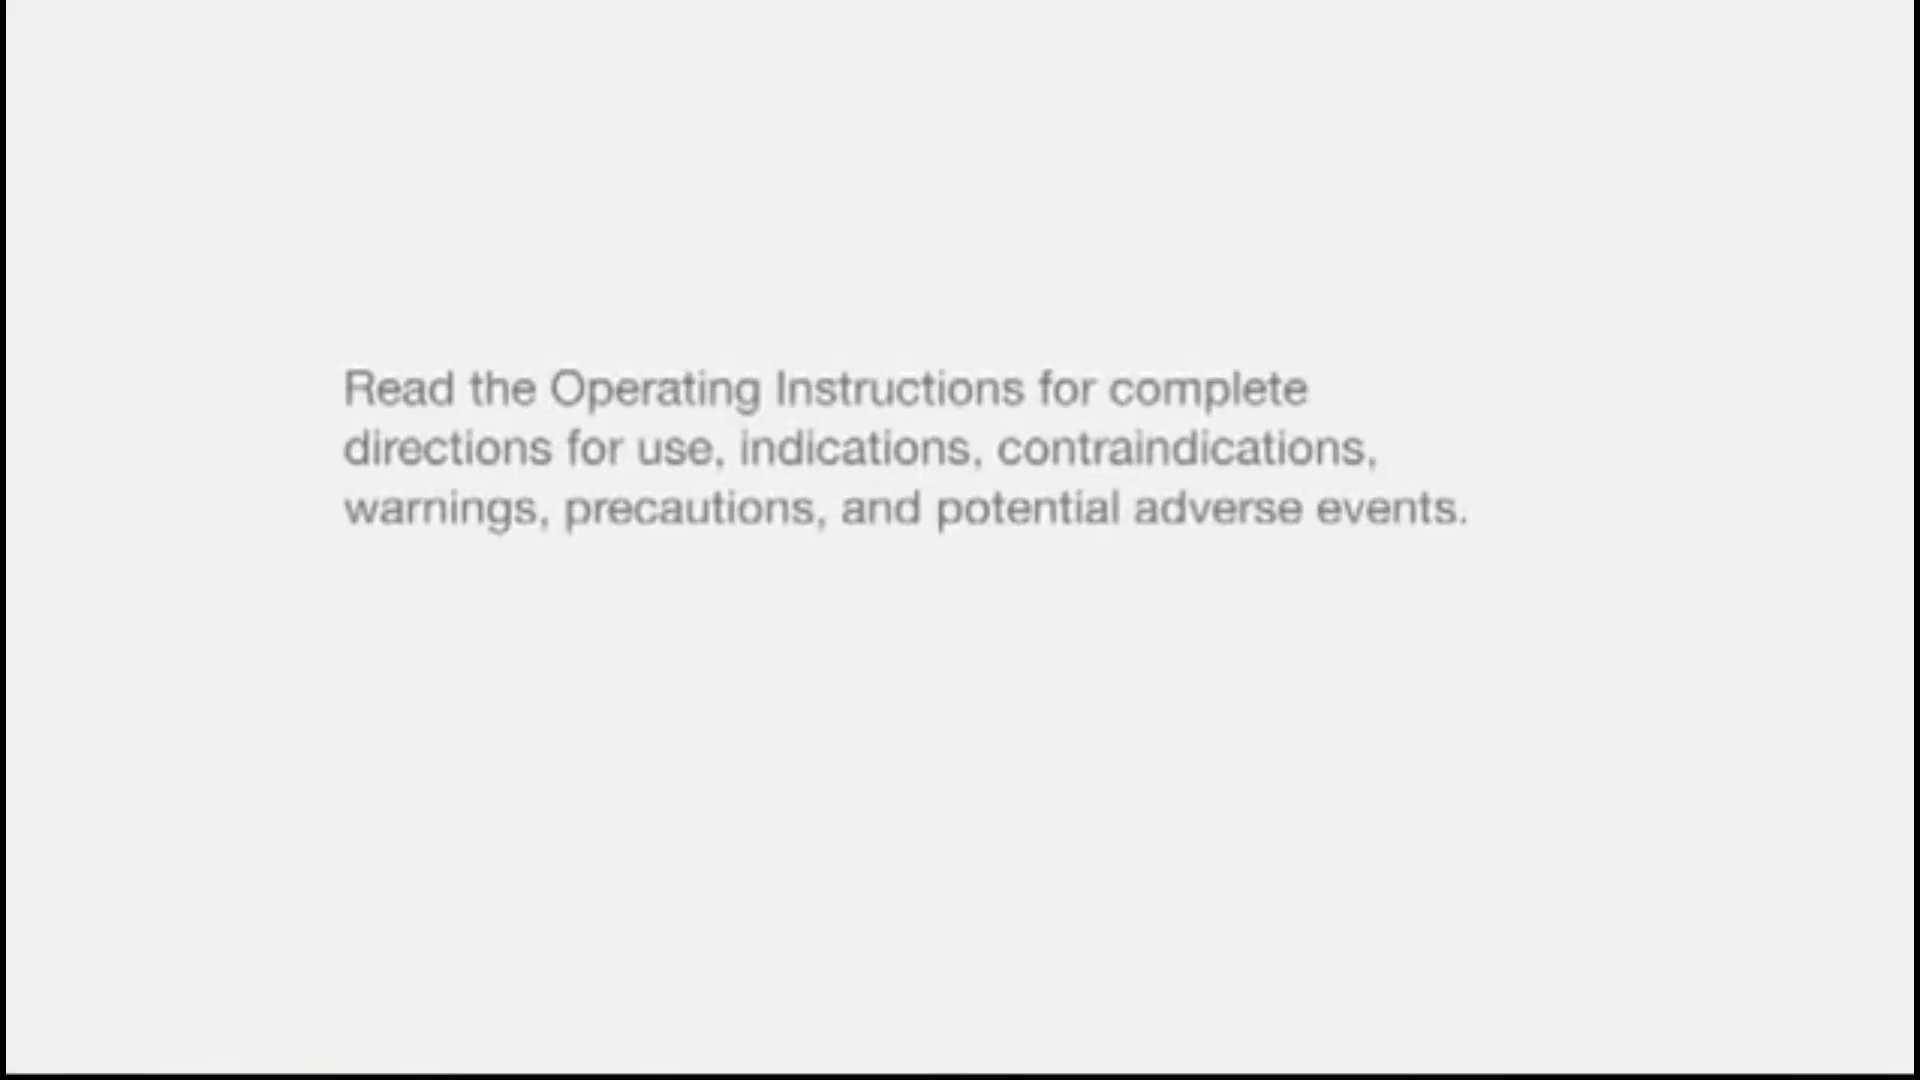 Read the Operating Instructions for complete
directions for use, indications, contraindications,
warnings, precautions, and potential adverse events.